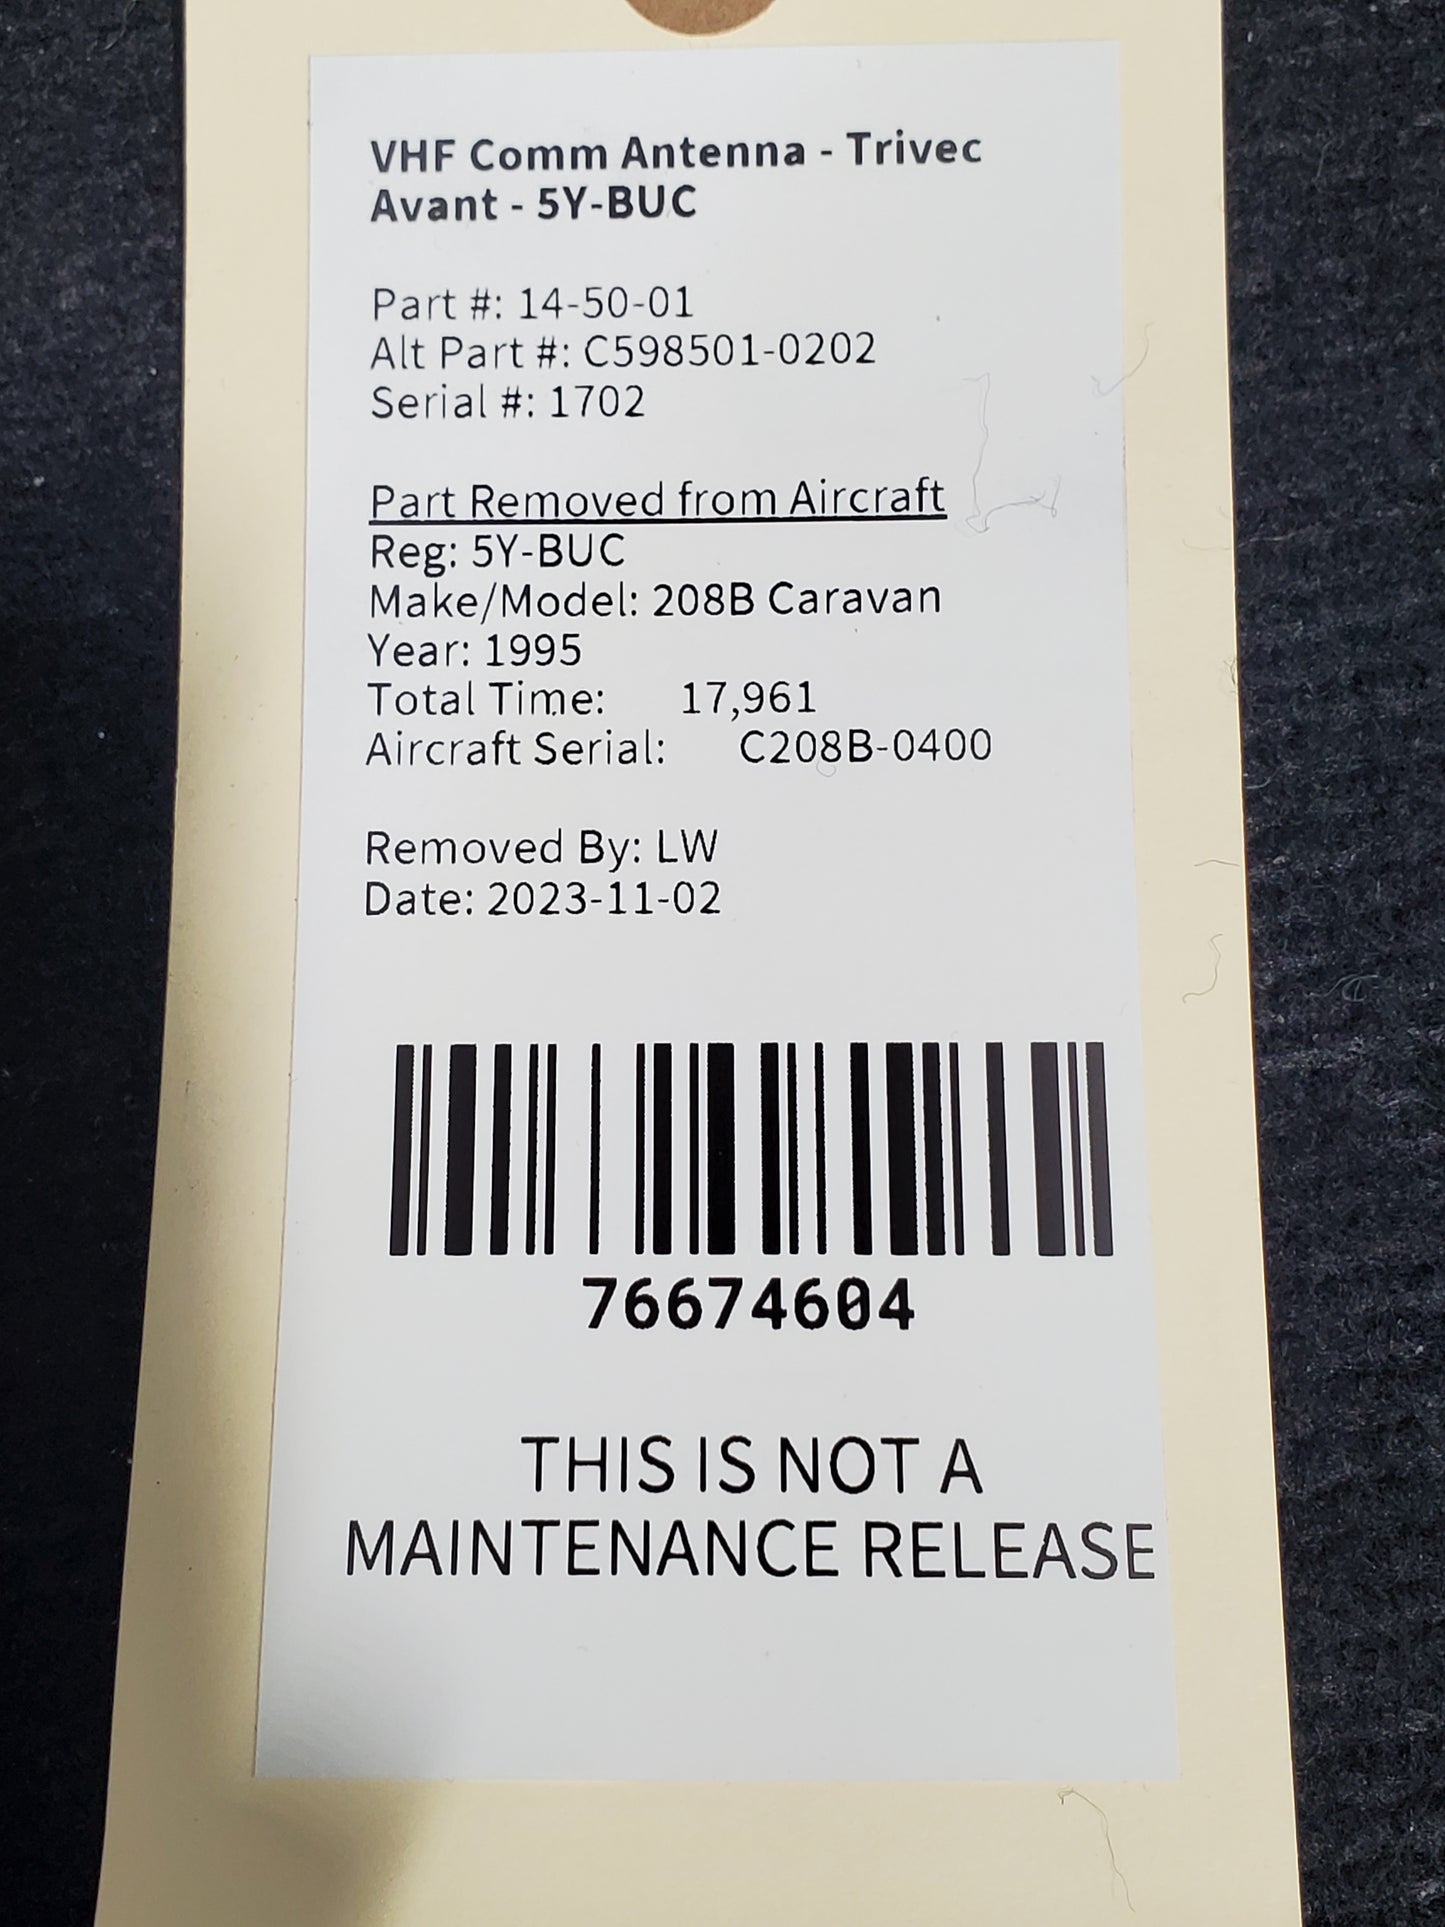 VHF Comm Antenna - Trivec
Avant - 5Y-BUC
Part #: 14-50-01
Alt Part #: C598501-0202
Serial #: 1702
Part Removed from Aircraft
Reg: 5Y-BUC
Make/Model: 208B Caravan
Year: 1995
Total Time: 17,961
Aircraft Serial: C208B-0400
Removed By: LW
Date: 2023-11-02
76674604
THIS IS NOT A
MAINTENANCE RELEASE